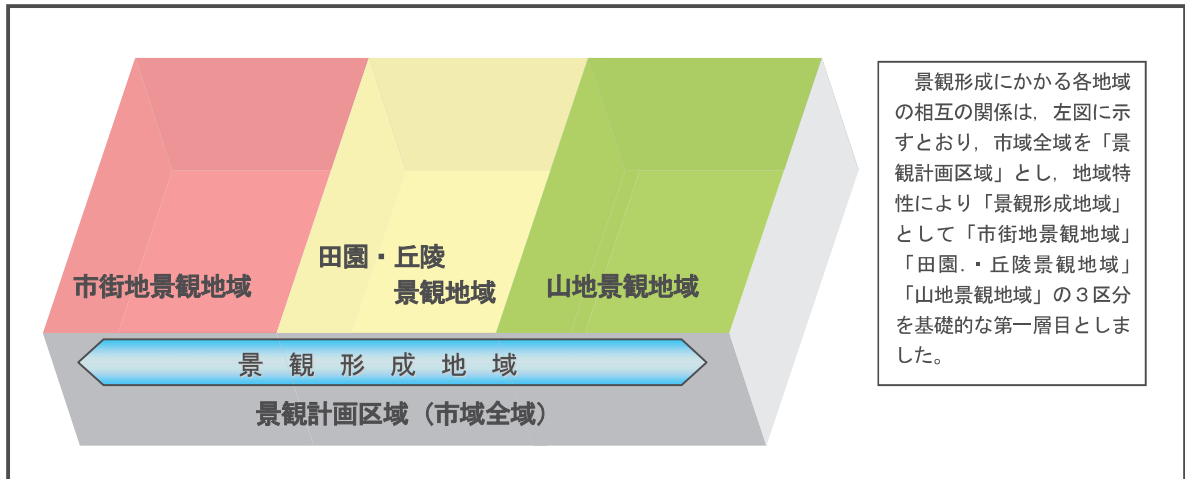 市街地景観地域
田園・丘陵
景観地域
山地景観地域
景観形成地域
景観計画区域（市域全域）
　景観形成にかかる各地域
の相互の関係は，左図に示
すとおり，市域全域を「景
観計画区域」とし，地域特
性により「景観形成地域」
として「市街地景観地域」
「田園．・丘陵景観地域」
「山地景観地域」の３区分
を基礎的な第一層目としま
した。